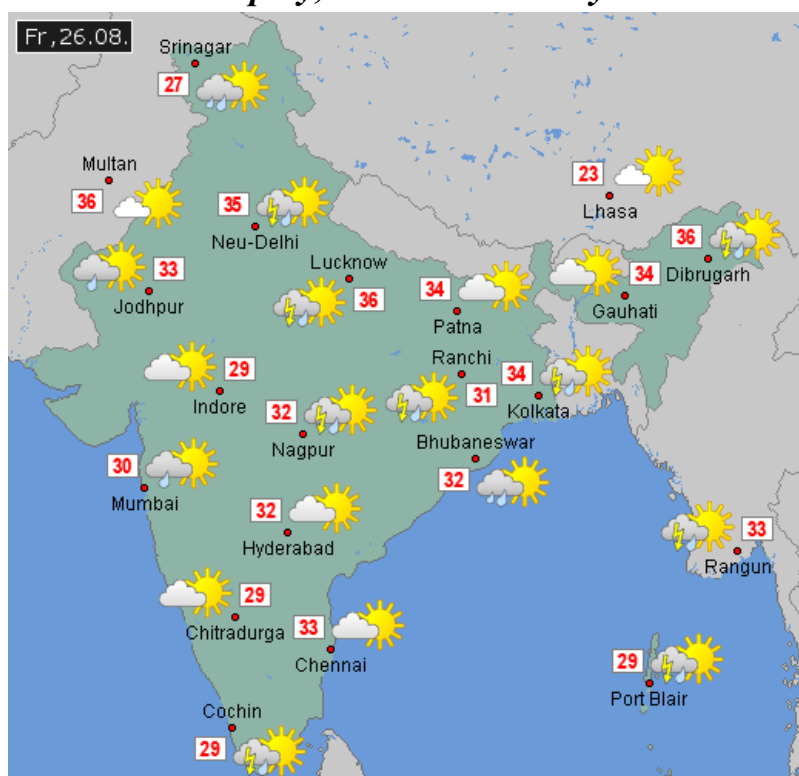 Fr,26.08.
Srinagar
27
Multan
36
35
Neu-Delhi
23
Lhasa
36
Dibrugarh
33
Jodhpur
Lucknow
36
34
Patna
34
Gauhati
29
Indore
Ranchi
31
34
Kolkata
32
Nagpur
Bhubaneswar
32
30
Mumbai
32
Hyderabad
33
Rangun
29
Chitradurga
33
Chennai
29
Port Blair
Cochin
29